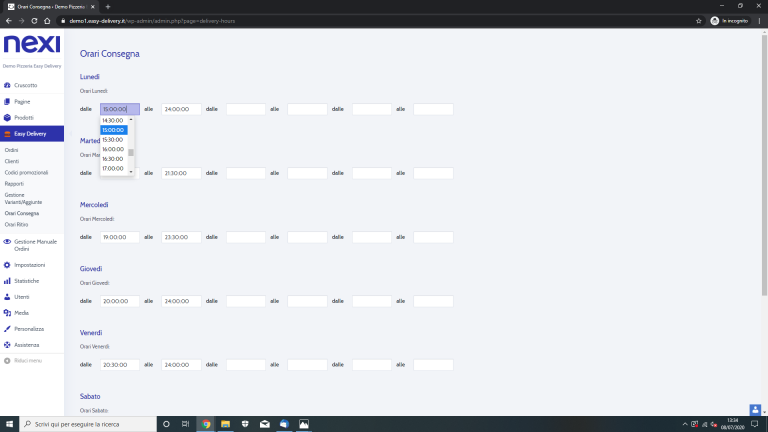 Orari Consegna ‹ Demo Pizzeria
demo1.easy-delivery.it/wp-admin/admin.php?page=delivery-hours
In incognito
nexi
Demo Pizzeria Easy Delivery
Cruscotto
Pagine
Prodotti
Easy Delivery
Ordini
Clienti
Codici promozionali
Rapporti
Gestione
Varianti/Aggiunte
Orari Consegna
Orari Ritiro
Gestione Manuale
Ordini
Impostazioni
Statistiche
Utenti
Media
Personalizza
Assistenza
Riduci menu
Orari Consegna
Lunedì
Orari Lunedì:
dalle 15:00:00 alle 24:00:00 dalle alle dalle alle
14:30:00
15:00:00
15:30:00
16:00:00
16:30:00
17:00:00
Marted
Orari Ma
dalle alle 21:30:00 dalle alle dalle alle
Mercoledì
Orari Mercoledì:
dalle 19:00:00 alle 23:30:00 dalle alle dalle alle
Giovedì
Orari Giovedì:
dalle 20:00:00 alle 24:00:00 dalle alle dalle alle
Venerdì
Orari Venerdì:
dalle 20:30:00 alle 24:00:00 dalle alle dalle alle
Sabato
Orari Sabato:
Scrivi qui per eseguire la ricerca
13:54
08/07/2020